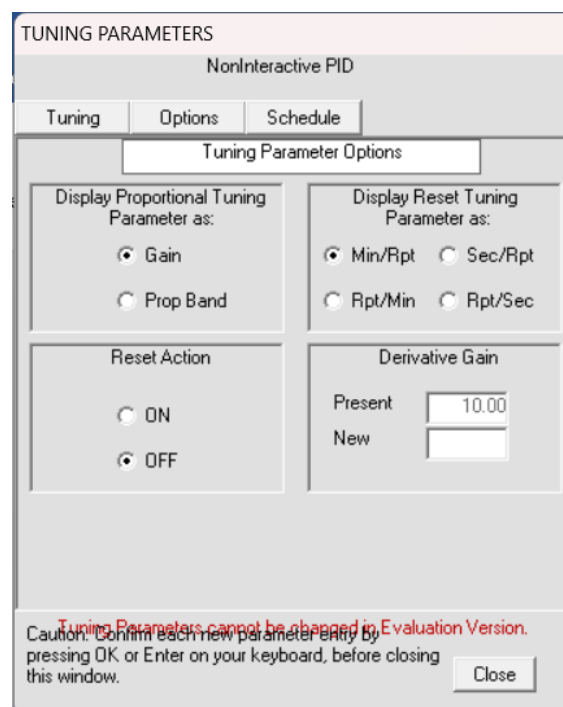 TUNING PARAMETERS
NonInteractive PID
Tuning Options Schedule
Tuning Parameter Options
Display Proportional Tuning
Parameter as:
Gain
Prop Band
Display Reset Tuning
Parameter as:
Min/Rpt Sec/Rpt
Rpt/Min Rpt/Sec
Reset Action
ON
OFF
Derivative Gain
Present 10.00
New
Tuning Parameters cannot be changed in Evaluation Version.
Caution: Confirm each new parameter entry by
pressing OK or Enter on your keyboard, before closing
this window.
Close